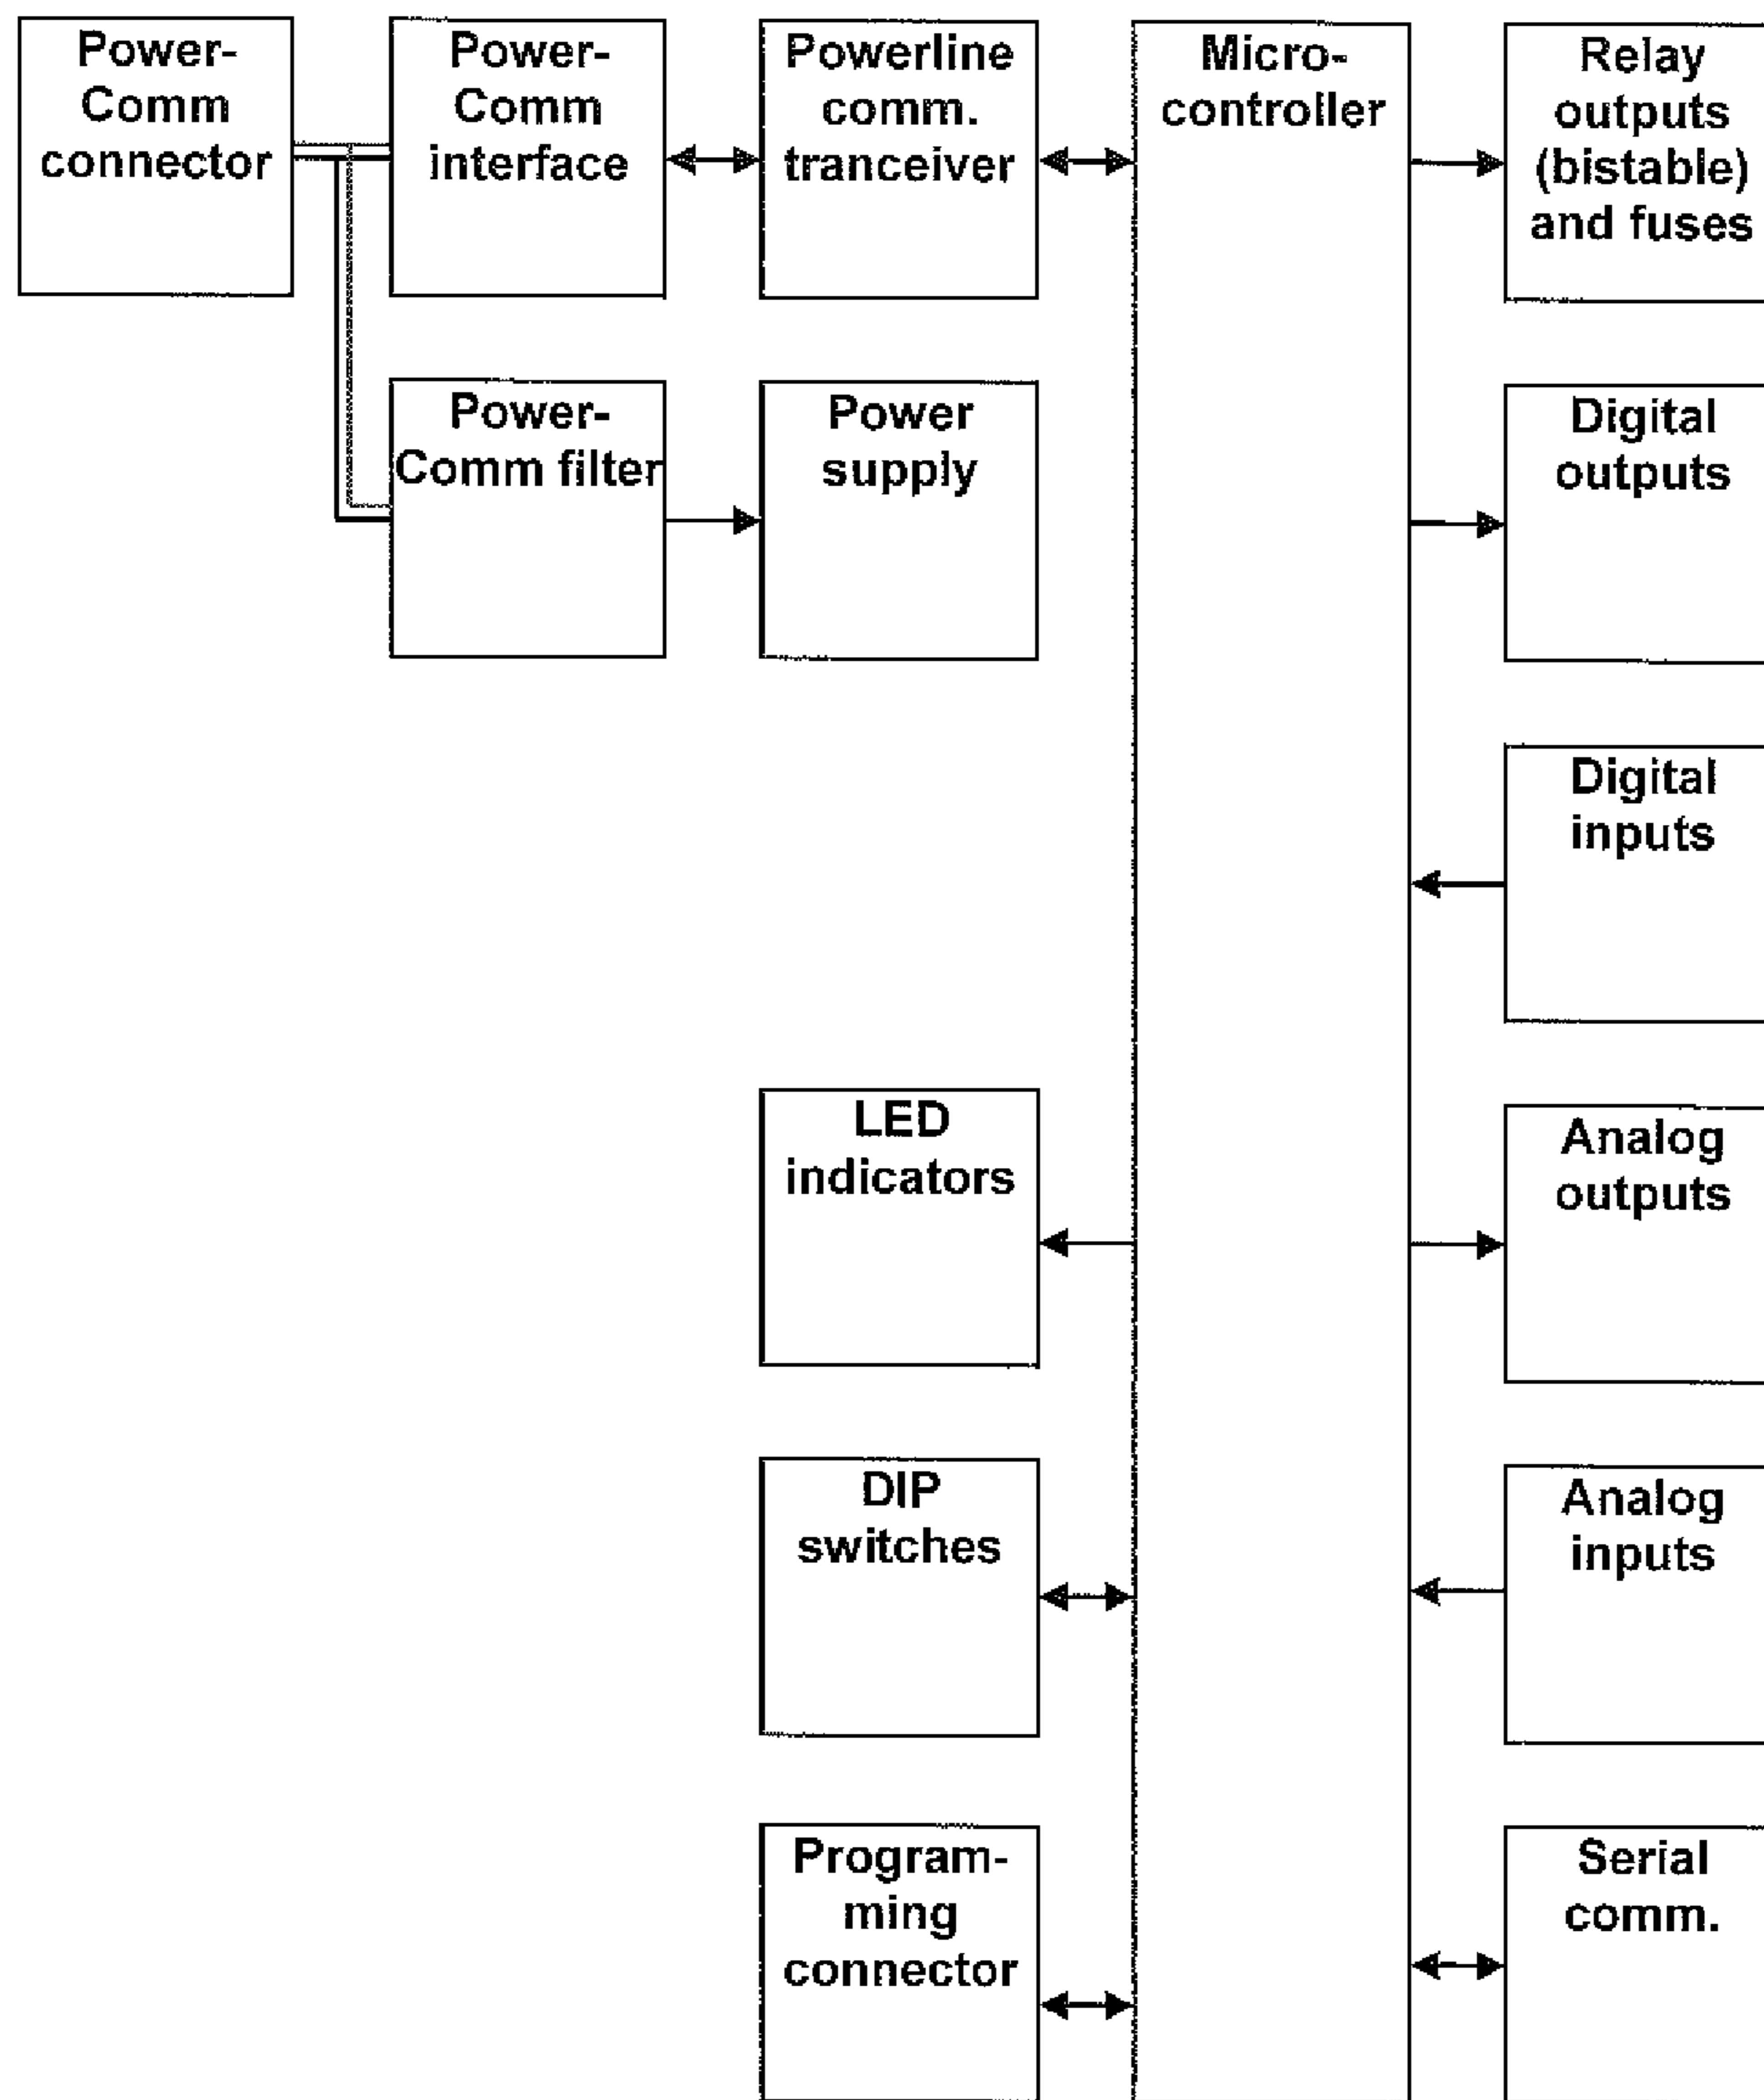 Power-
Comm
connector
Power-
Comm
interface
Powerline
comm.
tranceiver
Micro-
controller
Relay
outputs
(bistable)
and fuses
Power-
Comm filter
Power
supply
Digital
outputs
Digital
inputs
LED
indicators
Analog
outputs
DIP
switches
Analog
inputs
Program-
ming
connector
Serial
comm.